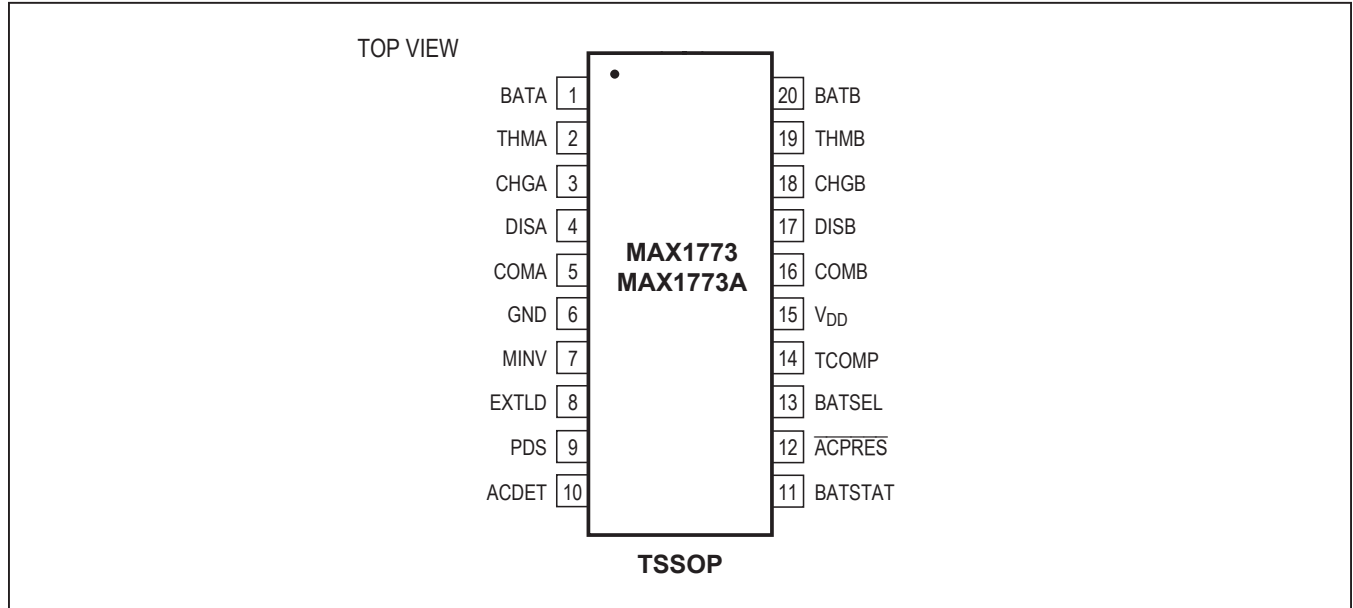 TOP VIEW
BATA 1
THMA 2
CHGA 3
DISA 4
COMA 5
GND 6
MINV 7
EXTLD 8
PDS 9
ACDET 10
MAX1773
MAX1773A
20 BATB
19 THMB
18 CHGB
17 DISB
16 COMB
15 VDD
14 TCOMP
13 BATSEL
12 ACPRES
11 BATSTAT
TSSOP